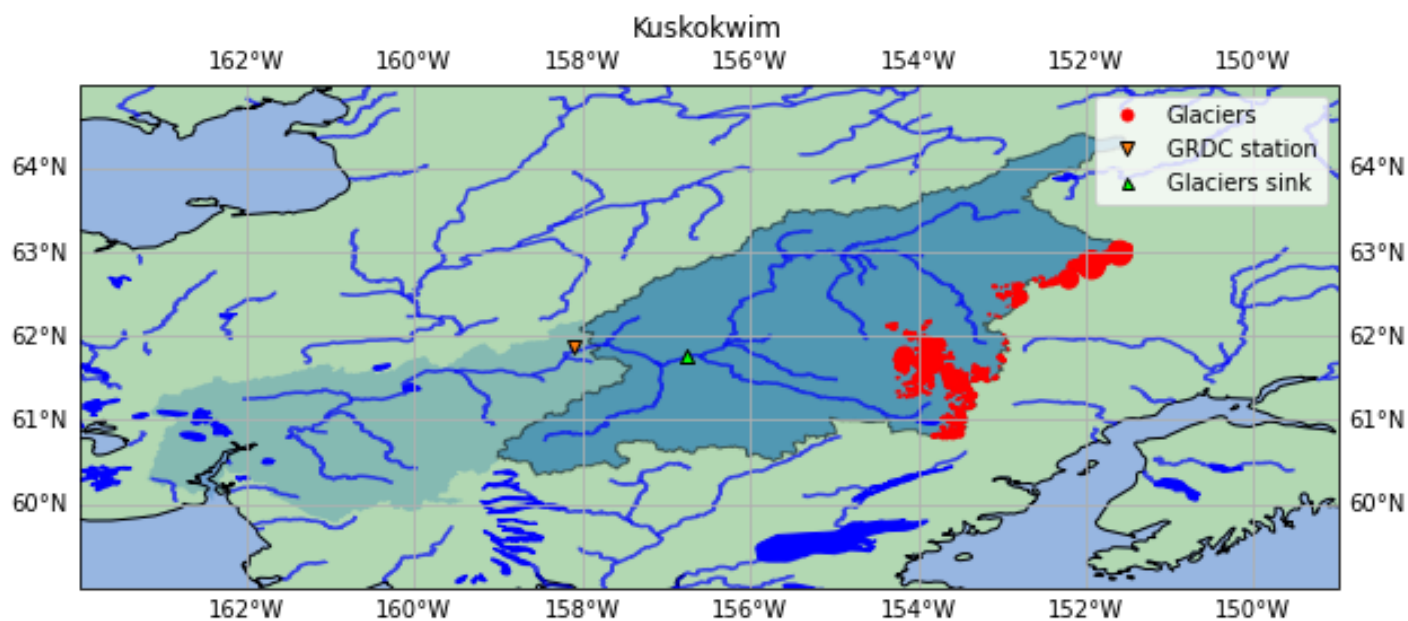 Kuskokwim
162°W 160°W 158°W 156°W 154°W 152°W 150°W
Glaciers
GRDC station
Glaciers sink
64°N 64°N
63°N 63°N
62°N 62°N
61°N 61°N
60°N 60°N
162°W 160°W 158°W 156°W 154°W 152°W 150°W